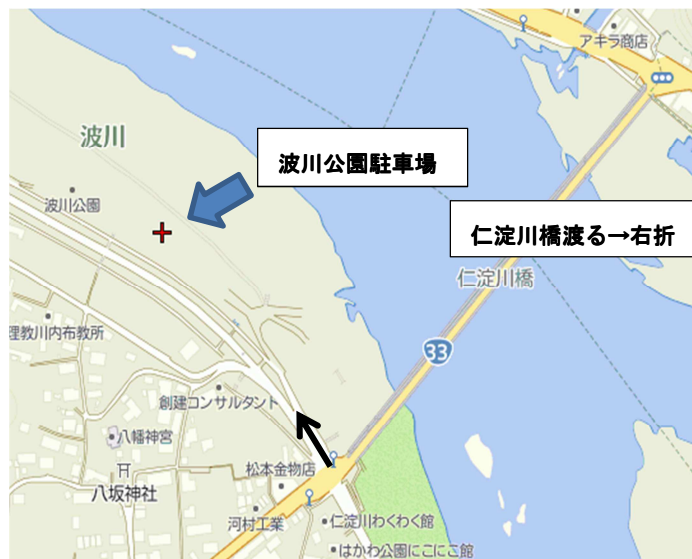 アキラ商店
波川
波川公園駐車場
波川公園
仁淀川橋渡る→右折
仁淀川橋
理教川内布教所
33
創建コンサルタント
八幡神宮
松本金物店
八坂神社
河村工業
仁淀川わくわく館
はかわ公園にこにこ館